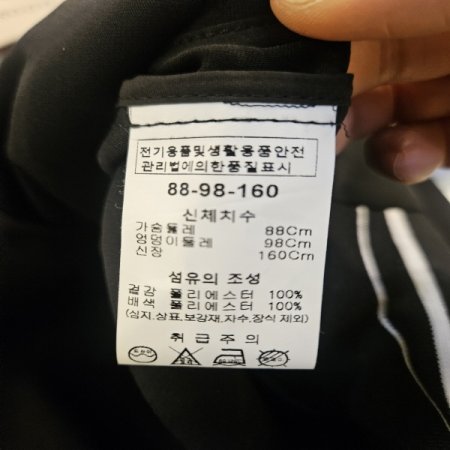 전기용품및생활용품안전
관리법에의한품질표시
88-98-160
신체치수
가슴둘레 88Cm
엉덩이둘레 98Cm
신장 160Cm
섬유의 조성
겉감 폴리에스터 100%
배색 폴리에스터 100%
(심지,상표,보강재,자수,장식 제외)
취급주의